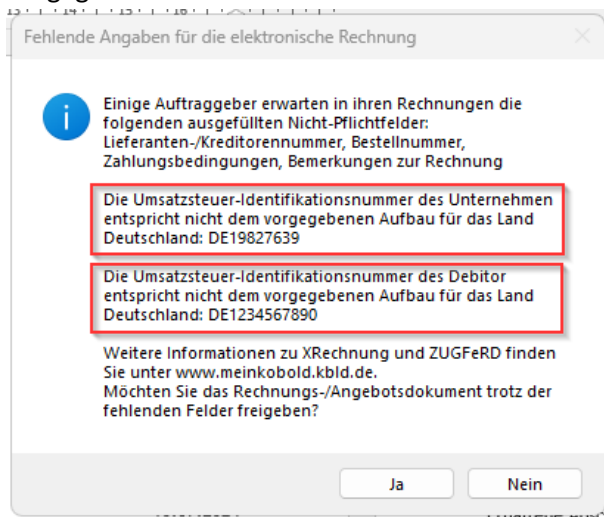 13 14 15 16
Fehlende Angaben für die elektronische Rechnung
Einige Auftraggeber erwarten in ihren Rechnungen die
folgenden ausgefüllten Nicht-Pflichtfelder:
Lieferanten-/Kreditorennummer, Bestellnummer,
Zahlungsbedingungen, Bemerkungen zur Rechnung
Die Umsatzsteuer-Identifikationsnummer des Unternehmen
entspricht nicht dem vorgegebenen Aufbau für das Land
Deutschland: DE19827639
Die Umsatzsteuer-Identifikationsnummer des Debitor
entspricht nicht dem vorgegebenen Aufbau für das Land
Deutschland: DE1234567890
Weitere Informationen zu XRechnung und ZUGFeRD finden
Sie unter www.meinkobold.kbld.de.
Möchten Sie das Rechnungs-/Angebotsdokument trotz der
fehlenden Felder freigeben?
Ja Nein